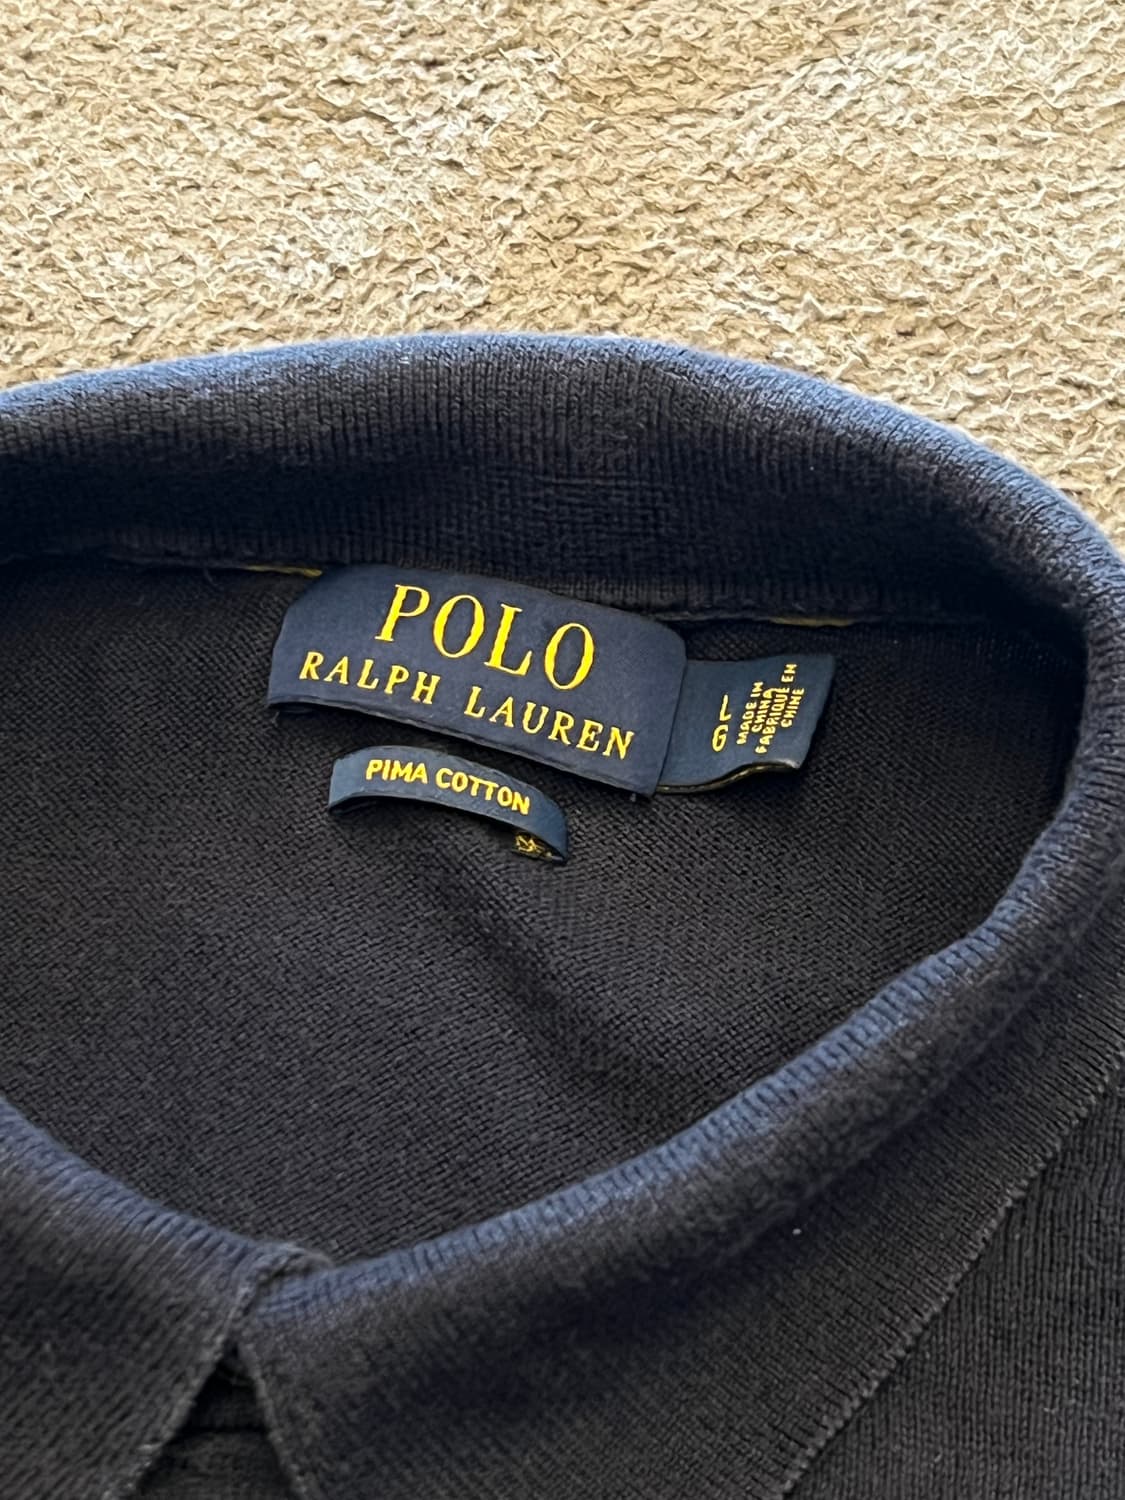 POLO
RALPH LAUREN
L
G
MADE IN
CHINA
FABRIQUÉ EN
CHINE
PIMA COTTON